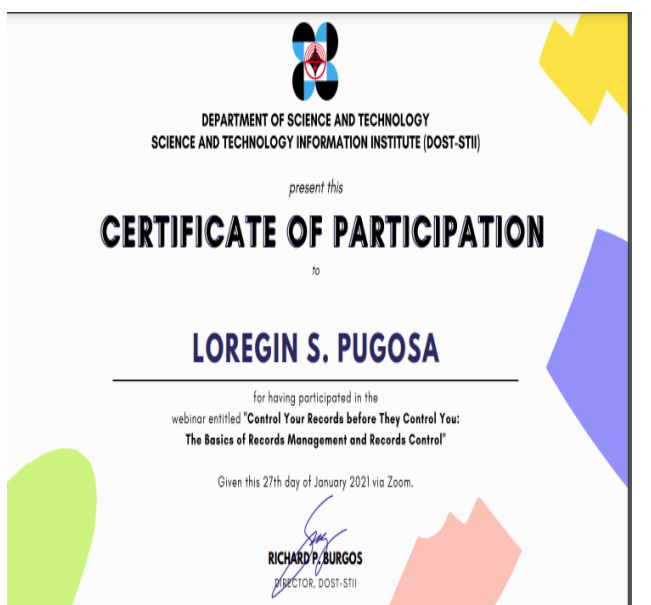 DEPARTMENT OF SCIENCE AND TECHNOLOGY
SCIENCE AND TECHNOLOGY INFORMATION INSTITUTE (DOST-STII)
present this
CERTIFICATE OF PARTICIPATION
to
LOREGIN S. PUGOSA
for having participated in the
webinar entitled "Control Your Records before They Control You:
The Basics of Records Management and Records Control"
Given this 27th day of January 2021 via Zoom.
RICHARD P. BURGOS
DIRECTOR, DOST-STII